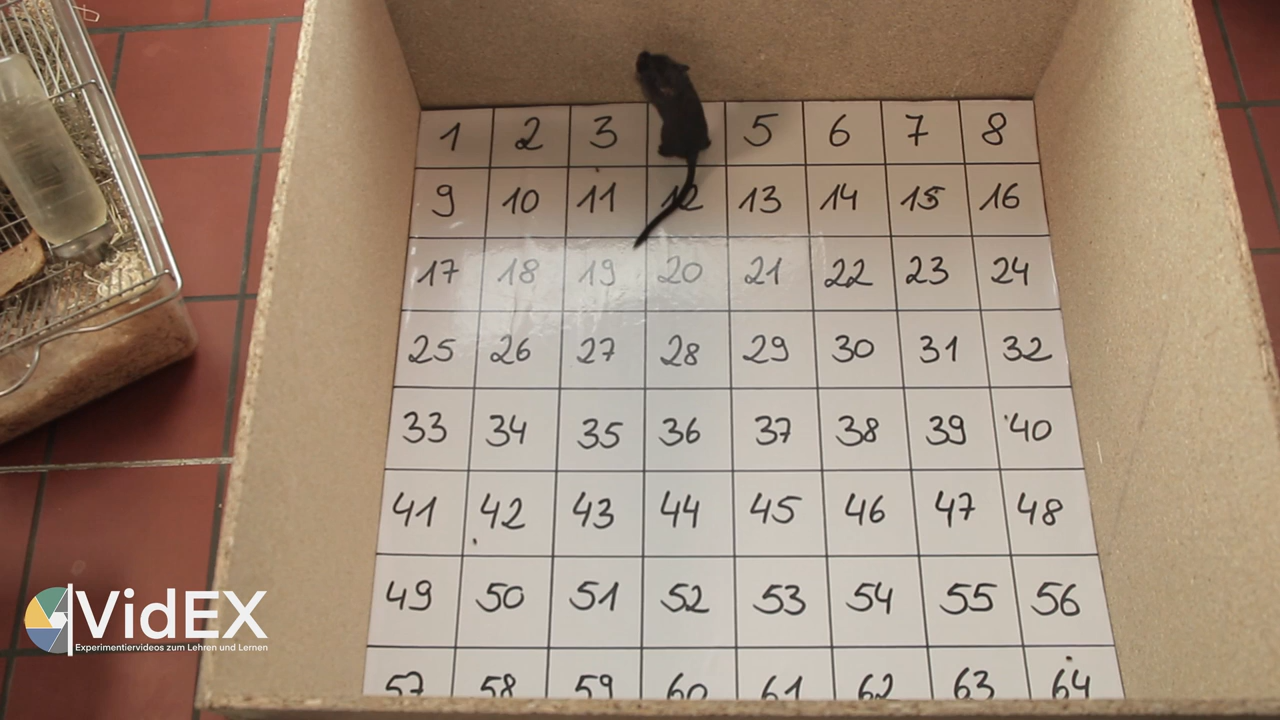 1 2 3 5 6 7 8
9 10 11 12 13 14 15 16
17 18 19 20 21 22 23 24
25 26 27 28 29 30 31 32
33 34 35 36 37 38 39 40
41 42 43 44 45 46 47 48
49 50 51 52 53 54 55 56
57 58 59 60 61 62 63 64
VidEX
Experimentiervideos zum Lehren und Lernen